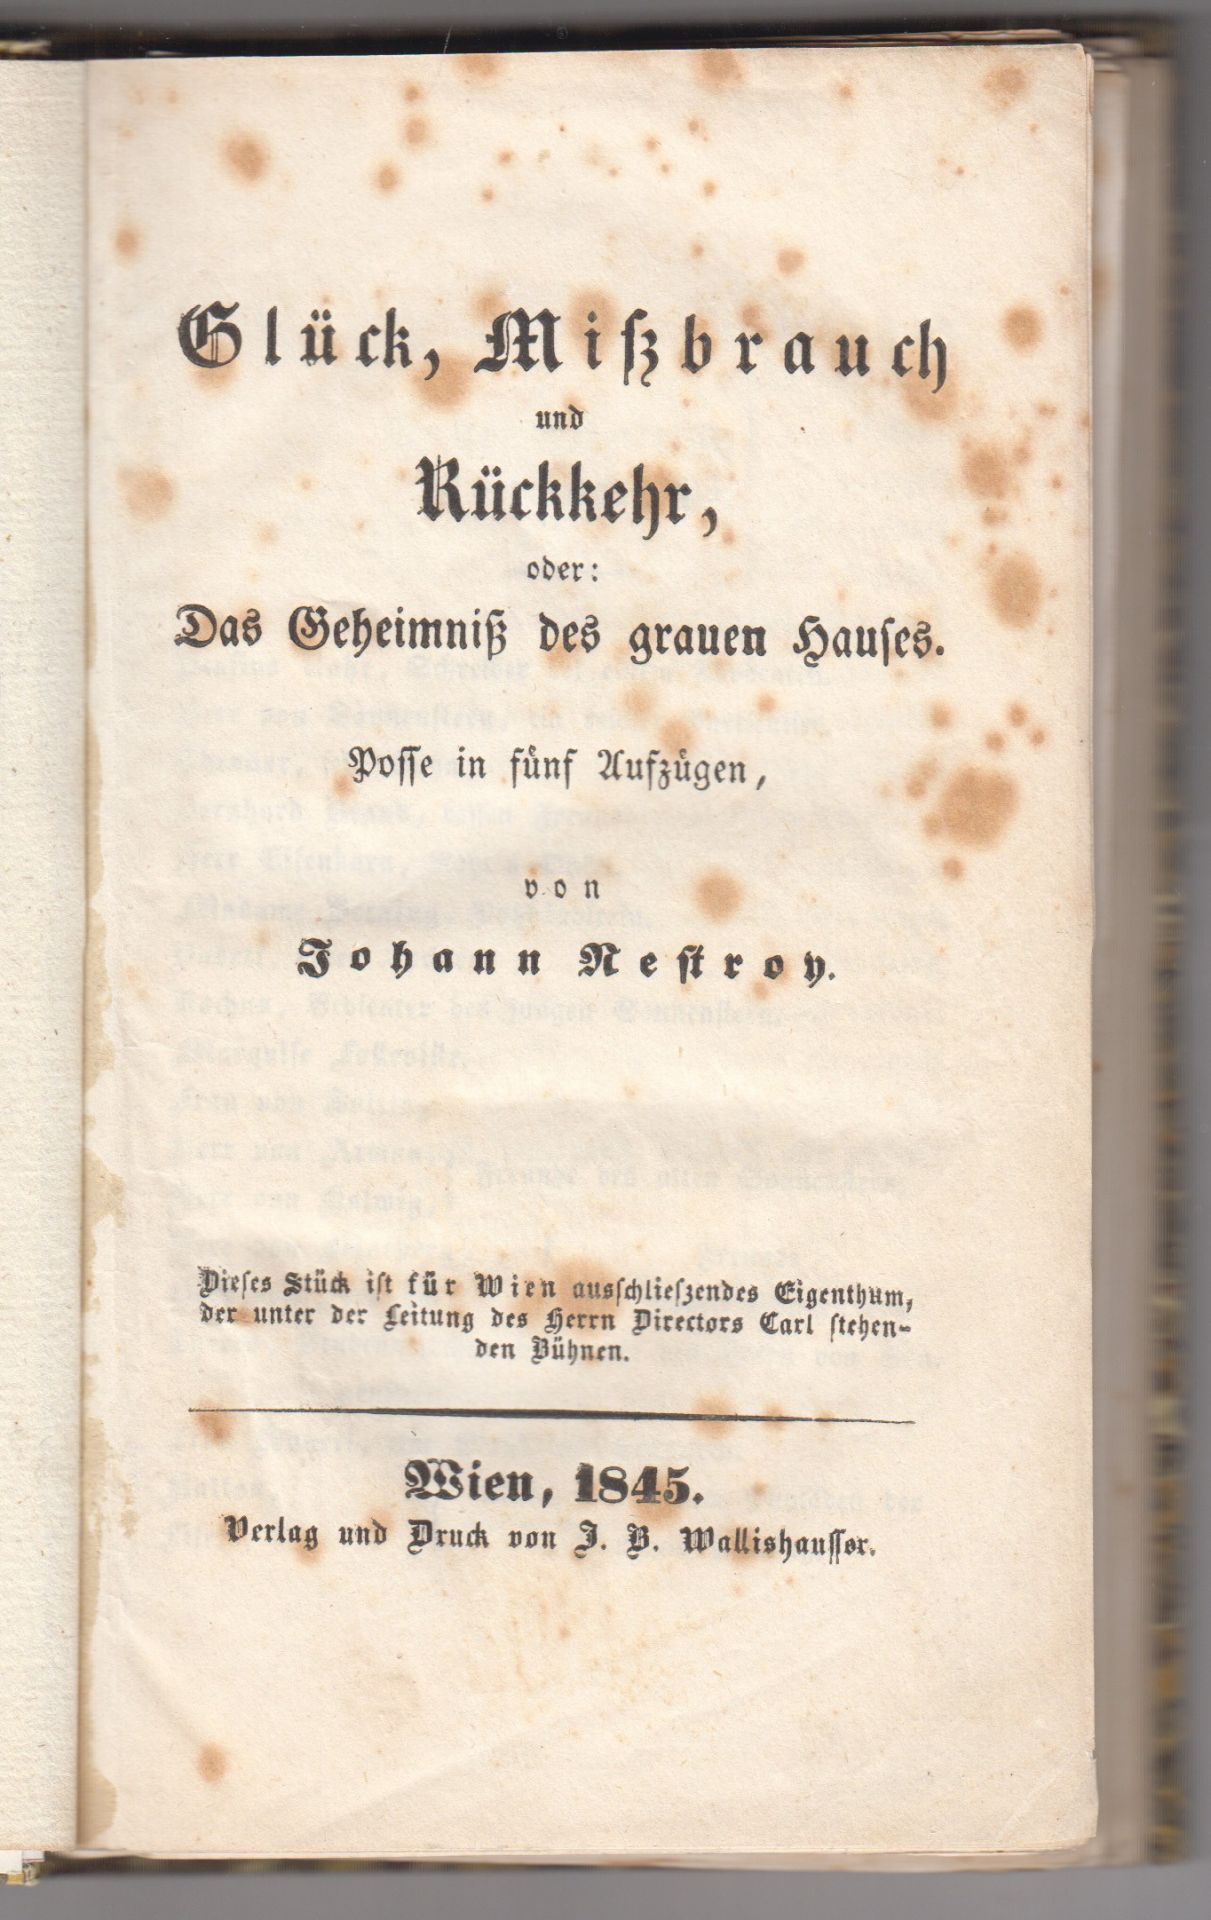 Glück, Mißbrauch
und
Rückkehr,
oder:
Das Geheimniß des grauen Hauses.
Posse in fünf Aufzügen,
von
Johann Nestroy.
Dieses Stück ist für Wien ausschließendes Eigenthum,
der unter der Leitung des Herrn Directors Carl stehen-
den Bühnen.
Wien, 1845.
Verlag und Druck von J. B. Wallishausser.